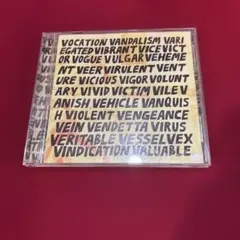 VOCATION VANDALISM VARI
EGATED VIBRANT VICE VICT
OR VOGUE VULGAR VEHEME
NT VEER VIRULENT VENT
URE VICIOUS VIGOR VOLUNT
ARY VIVID VICTIM VILE V
ANISH VEHICLE VANQUIS
H VIOLENT VENGEANCE
VEIN VENDETTA VIRUS
VERITABLE VESSEL VEX
VINDICATION VALUABLE